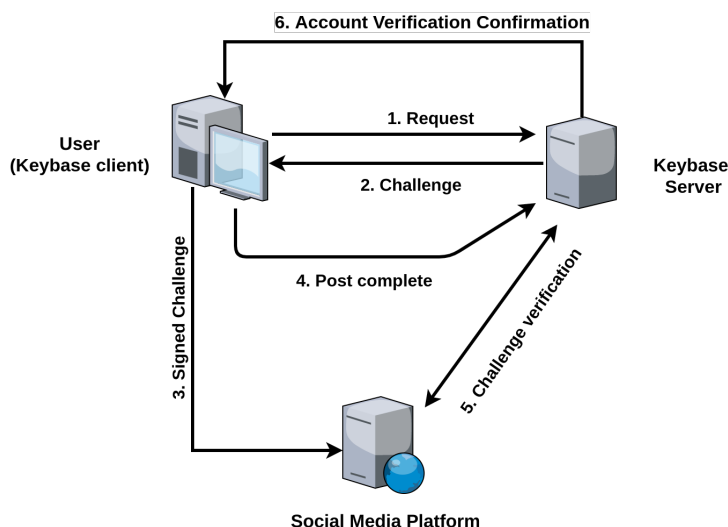 6. Account Verification Confirmation
1. Request
User
(Keybase client)
Keybase
Server
2. Challenge
4. Post complete
3. Signed Challenge
5. Challenge verification
Social Media Platform